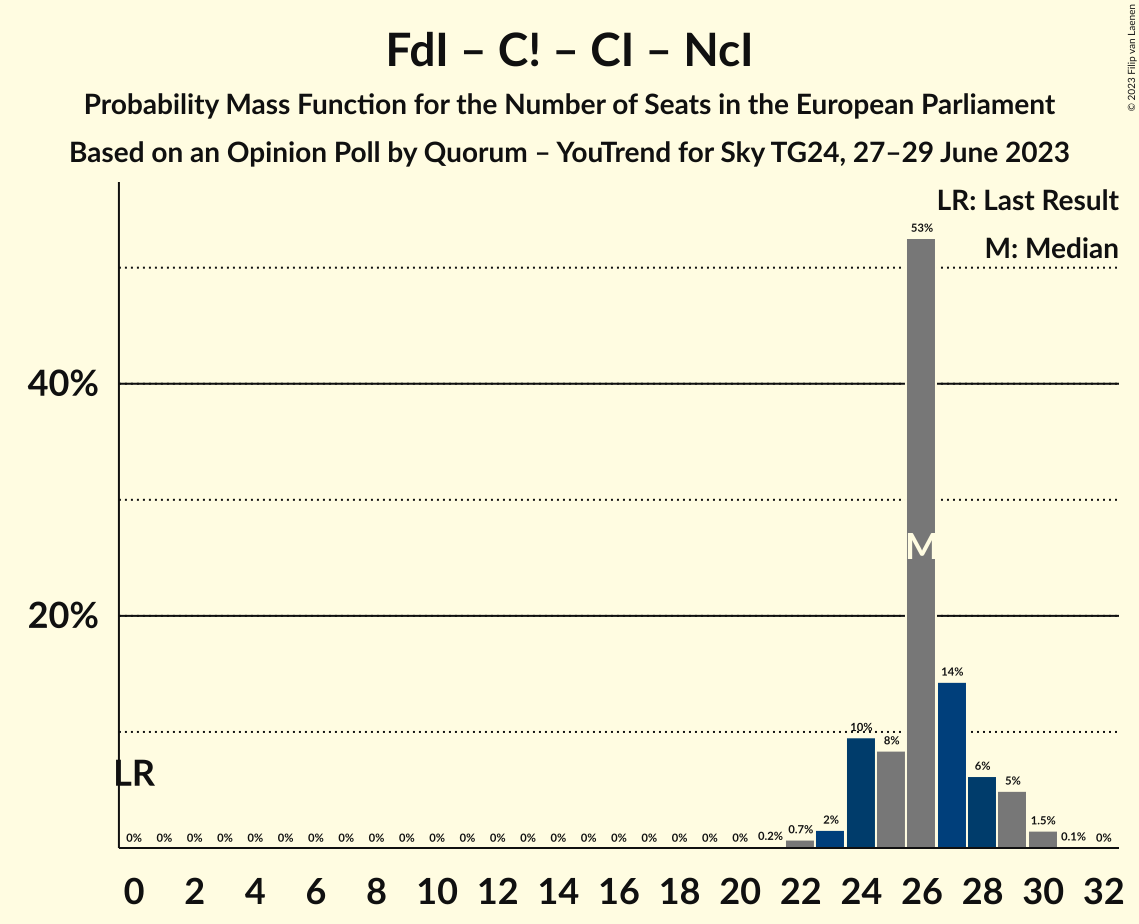 FdI – C! – CI – NcI
Probability Mass Function for the Number of Seats in the European Parliament
Based on an Opinion Poll by Quorum – YouTrend for Sky TG24, 27–29 June 2023
© 2023 Filip van Laenen
LR: Last Result
M: Median
53%
40%
M
20%
14%
10%
8%
6%
5%
LR
0% 0% 0% 0% 0% 0% 0% 0% 0% 0% 0% 0% 0% 0% 0% 0% 0% 0% 0% 0% 0% 0.2% 0.7% 2% 1.5% 0.1% 0%
0 2 4 6 8 10 12 14 16 18 20 22 24 26 28 30 32